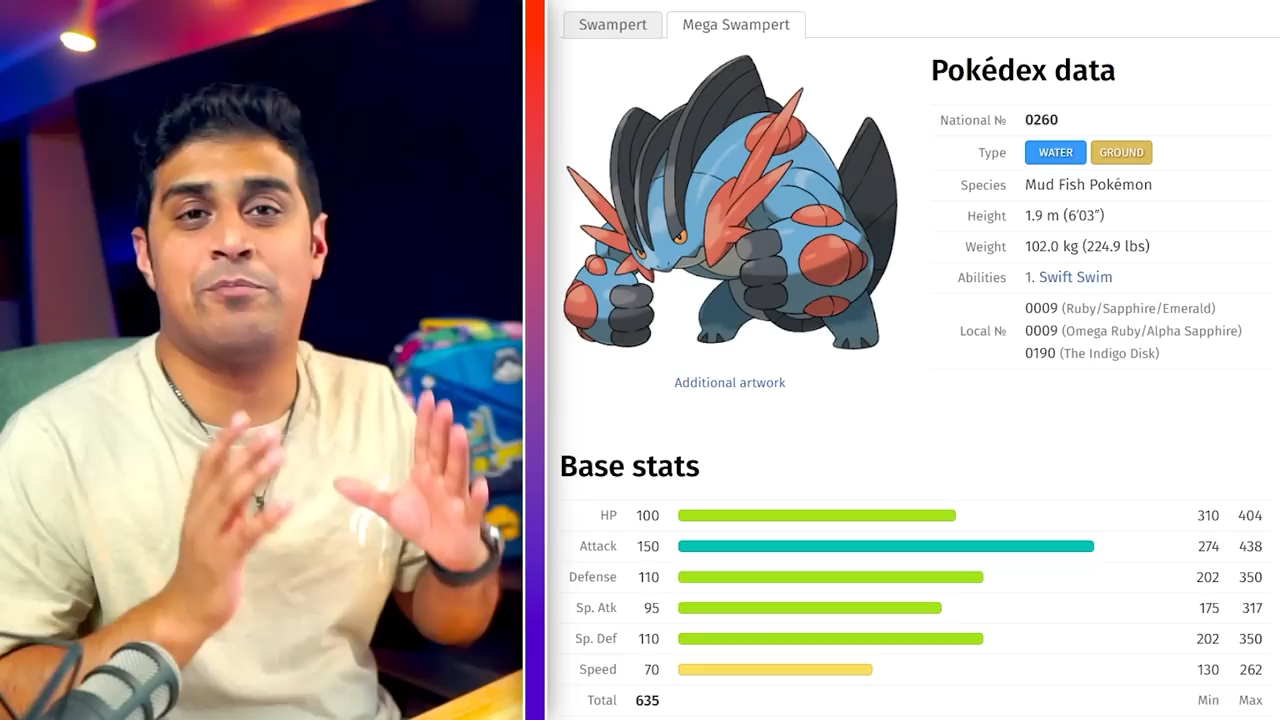 Swampert Mega Swampert
Pokédex data
National № 0260
Type WATER GROUND
Species Mud Fish Pokémon
Height 1.9 m (6′03″)
Weight 102.0 kg (224.9 lbs)
Abilities 1. Swift Swim
Local № 0009 (Ruby/Sapphire/Emerald)
0009 (Omega Ruby/Alpha Sapphire)
0190 (The Indigo Disk)
Additional artwork
Base stats
HP 100 310 404
Attack 150 274 438
Defense 110 202 350
Sp. Atk 95 175 317
Sp. Def 110 202 350
Speed 70 130 262
Total 635 Min Max